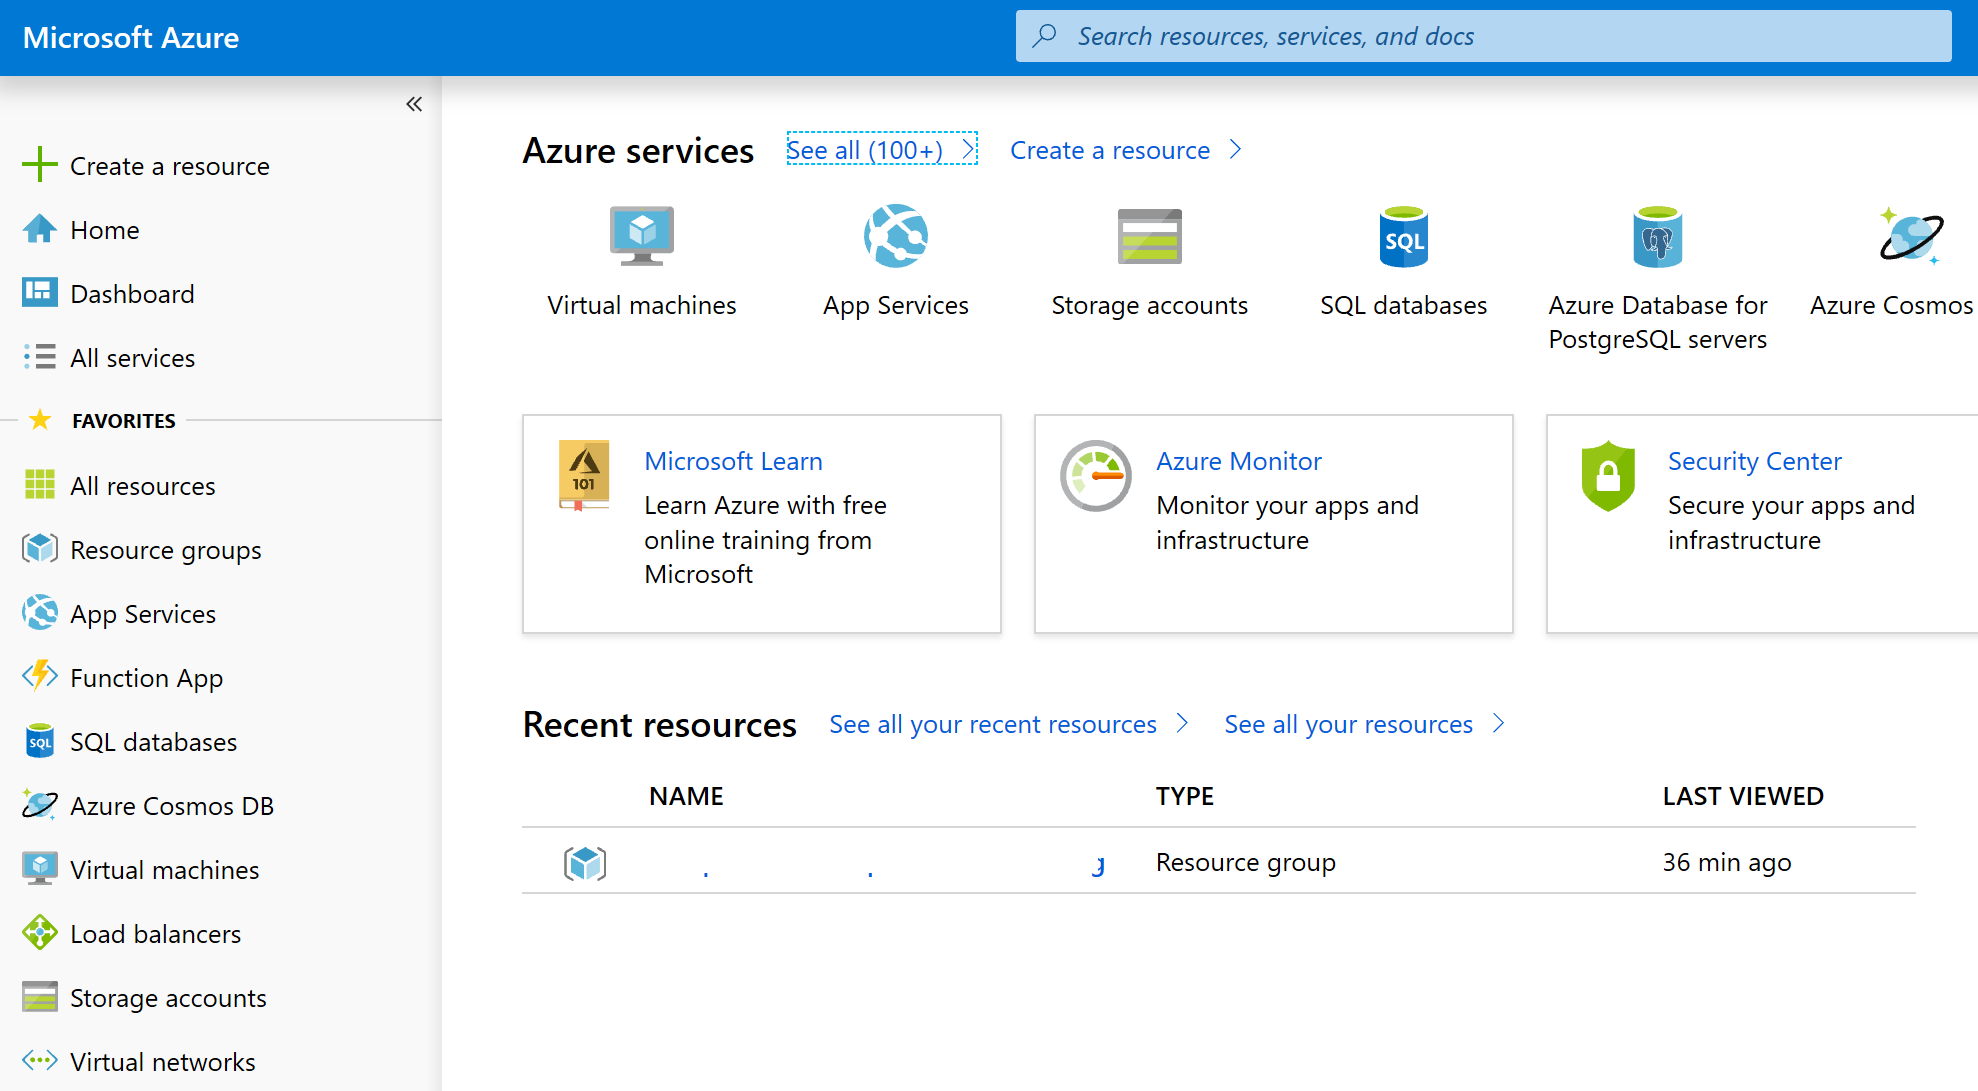 Microsoft Azure
Search resources, services, and docs
Create a resource
Home
Dashboard
All services
FAVORITES
All resources
Resource groups
App Services
Function App
SQL databases
Azure Cosmos DB
Virtual machines
Load balancers
Storage accounts
Virtual networks
Azure services
See all (100+)
Create a resource
Virtual machines
App Services
Storage accounts
SQL
SQL databases
Azure Database for
PostgreSQL servers
Azure Cosmos
101
Microsoft Learn
Learn Azure with free
online training from
Microsoft
Azure Monitor
Monitor your apps and
infrastructure
Security Center
Secure your apps and
infrastructure
Recent resources
See all your recent resources
See all your resources
NAME
TYPE
LAST VIEWED
Resource group
36 min ago
SQL